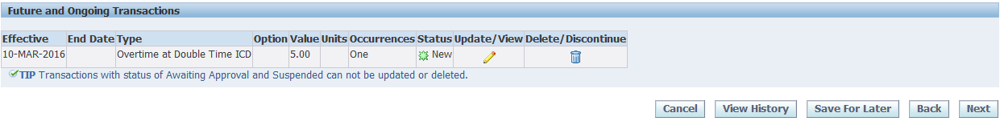 Future and Ongoing Transactions
Effective End Date Type Option Value Units Occurrences Status Update/View Delete/Discontinue
10-MAR-2016 Overtime at Double Time ICD 5.00 One New
TIP Transactions with status of Awaiting Approval and Suspended can not be updated or deleted.
Cancel View History Save For Later Back Next